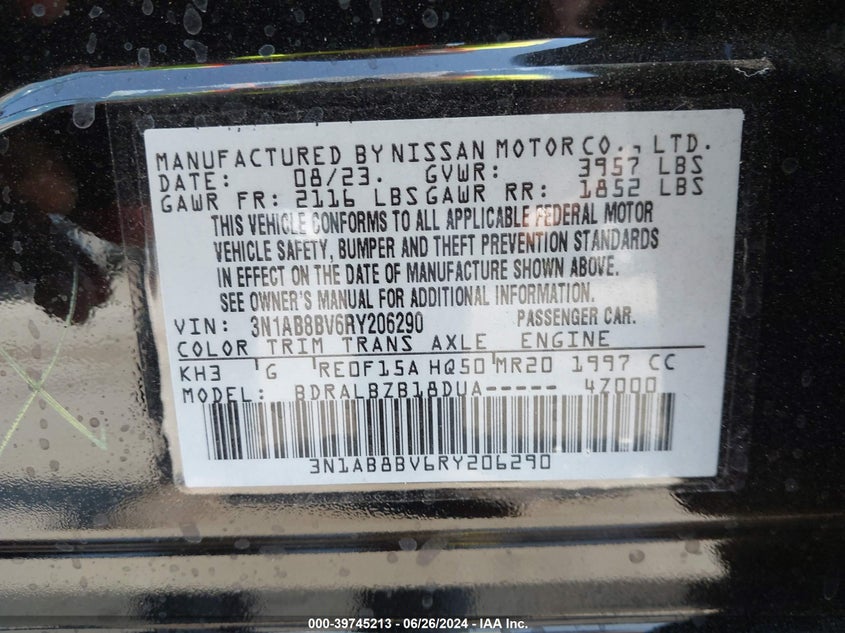 MANUFACTURED BY NISSAN MOTOR CO., LTD.
DATE: 08/23. GVWR: 3957 LBS
GAWR FR: 2116 LBS GAWR RR: 1852 LBS
THIS VEHICLE CONFORMS TO ALL APPLICABLE FEDERAL MOTOR
VEHICLE SAFETY, BUMPER AND THEFT PREVENTION STANDARDS
IN EFFECT ON THE DATE OF MANUFACTURE SHOWN ABOVE.
SEE OWNER'S MANUAL FOR ADDITIONAL INFORMATION.
VIN: 3N1AB8BV6RY206290 PASSENGER CAR.
COLOR TRIM TRANS AXLE ENGINE
KH3 G RE0F15A HQ50 MR20 1997 CC
MODEL: BDRALBZB18DUA----- 4Z000
3N1AB8BV6RY206290
000-39745213 - 06/26/2024 - IAA Inc.